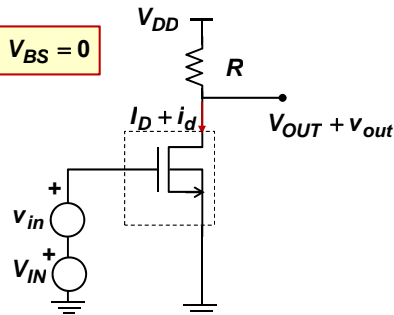 V_DD
V_BS = 0
R
I_D + i_d
V_OUT + v_out
+
v_in
+
V_IN